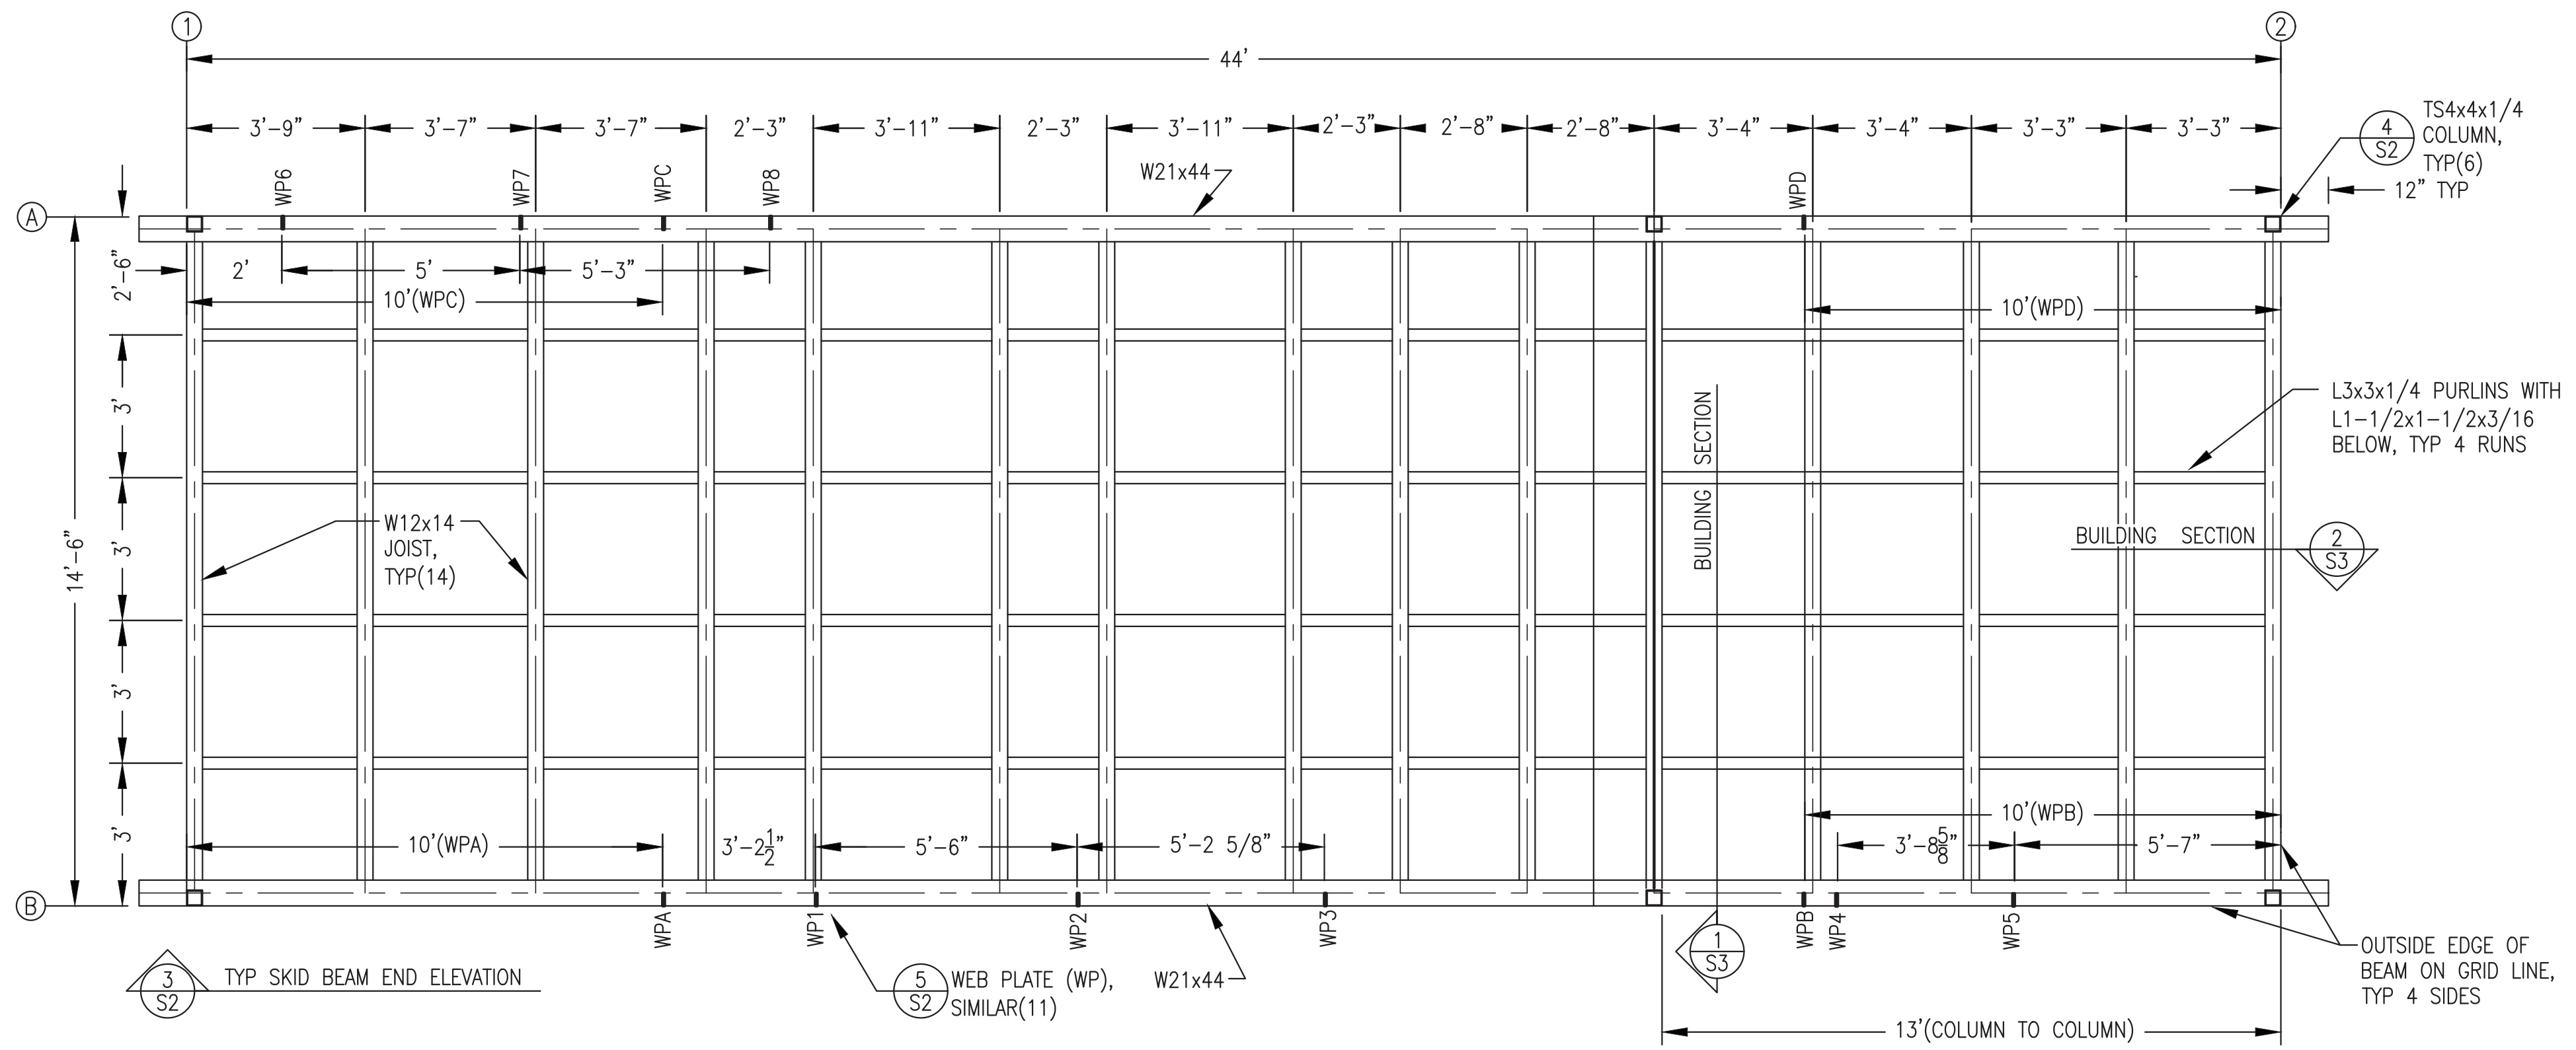 1
2
44'
3'-9"
3'-7"
3'-7"
2'-3"
3'-11"
2'-3"
3'-11"
2'-3"
2'-8"
2'-8"
3'-4"
3'-4"
3'-3"
3'-3"
4
S2
TS4x4x1/4
COLUMN,
TYP(6)
12" TYP
W21x44
WP6
WP7
WPC
WP8
WPD
A
2'-6"
2'
5'
5'-3"
10'(WPC)
10'(WPD)
3'
3'
3'
3'
14'-6"
W12x14
JOIST,
TYP(14)
BUILDING SECTION
L3x3x1/4 PURLINS WITH
L1-1/2x1-1/2x3/16
BELOW, TYP 4 RUNS
BUILDING SECTION
2
S3
10'(WPA)
3'-2 1/2"
5'-6"
5'-2 5/8"
10'(WPB)
3'-8 5/8"
5'-7"
B
WPA
WP1
WP2
WP3
WPB
WP4
WP5
3
S2
TYP SKID BEAM END ELEVATION
5
S2
WEB PLATE (WP),
SIMILAR(11)
W21x44
1
S3
OUTSIDE EDGE OF
BEAM ON GRID LINE,
TYP 4 SIDES
13'(COLUMN TO COLUMN)